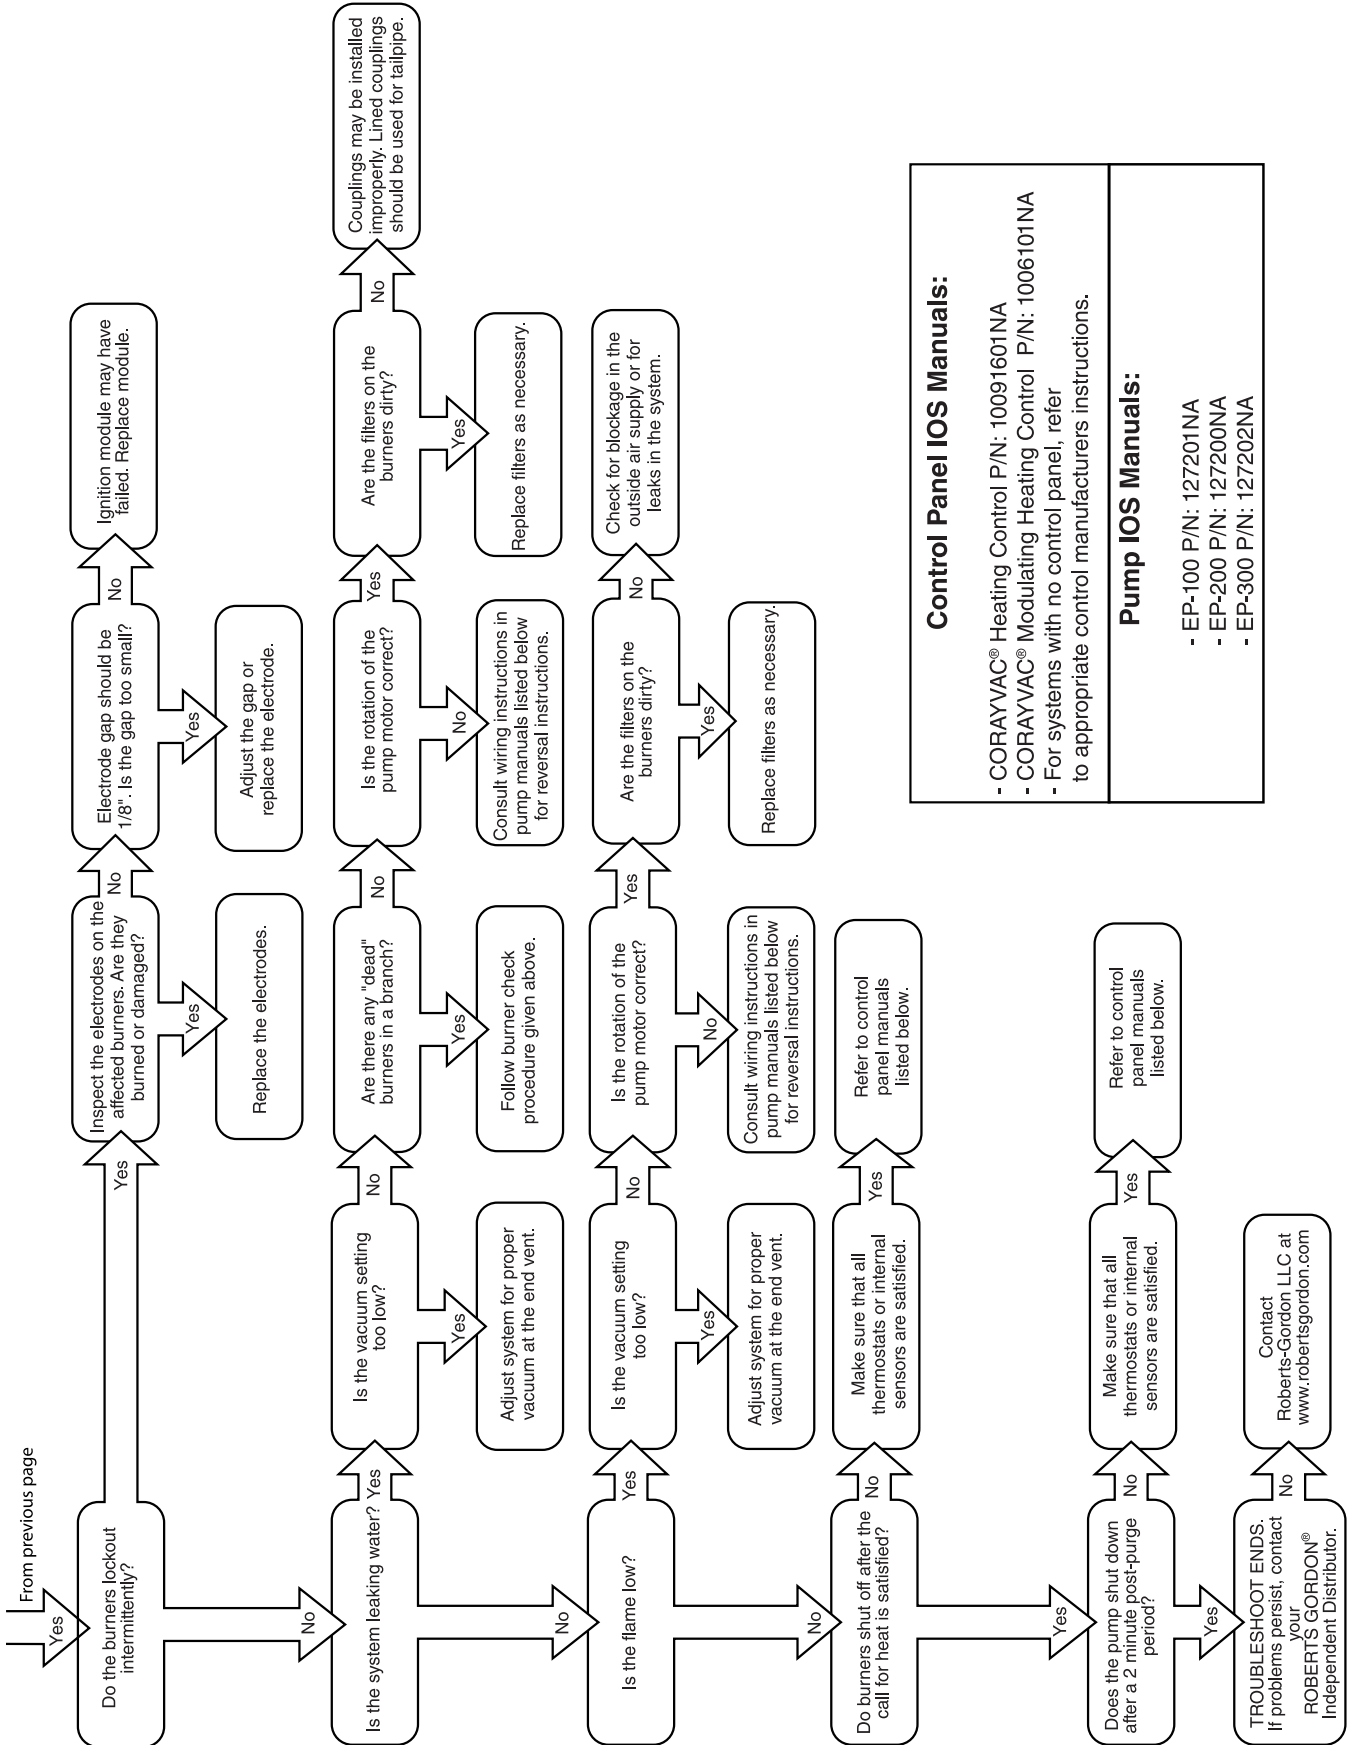 From previous page
Yes
Do the burners lockout
intermittently?
Yes
Inspect the electrodes on the
affected burners. Are they
burned or damaged?
No
Electrode gap should be
1/8". Is the gap too small?
No
Ignition module may have
failed. Replace module.
Yes
Replace the electrodes.
Yes
Adjust the gap or
replace the electrode.
No
Is the system leaking water?
Yes
Is the vacuum setting
too low?
No
Are there any "dead"
burners in a branch?
No
Is the rotation of the
pump motor correct?
Yes
Are the filters on the
burners dirty?
No
Couplings may be installed
improperly. Lined couplings
should be used for tailpipe.
Yes
Adjust system for proper
vacuum at the end vent.
Yes
Follow burner check
procedure given above.
No
Consult wiring instructions in
pump manuals listed below
for reversal instructions.
Yes
Replace filters as necessary.
No
Is the flame low?
Yes
Is the vacuum setting
too low?
No
Is the rotation of the
pump motor correct?
Yes
Are the filters on the
burners dirty?
No
Check for blockage in the
outside air supply or for
leaks in the system.
Yes
Adjust system for proper
vacuum at the end vent.
No
Consult wiring instructions in
pump manuals listed below
for reversal instructions.
Yes
Replace filters as necessary.
No
Do burners shut off after the
call for heat is satisfied?
No
Make sure that all
thermostats or internal
sensors are satisfied.
Yes
Refer to control
panel manuals
listed below.
Yes
Does the pump shut down
after a 2 minute post-purge
period?
No
Make sure that all
thermostats or internal
sensors are satisfied.
Yes
Refer to control
panel manuals
listed below.
Yes
TROUBLESHOOT ENDS.
If problems persist, contact
your
ROBERTS GORDON®
Independent Distributor.
No
Contact
Roberts-Gordon LLC at
www.robertsgordon.com
Control Panel IOS Manuals:
- CORAYVAC® Heating Control P/N: 10091601NA
- CORAYVAC® Modulating Heating Control P/N: 1006101NA
- For systems with no control panel, refer
to appropriate control manufacturers instructions.
Pump IOS Manuals:
- EP-100 P/N: 127201NA
- EP-200 P/N: 127200NA
- EP-300 P/N: 127202NA